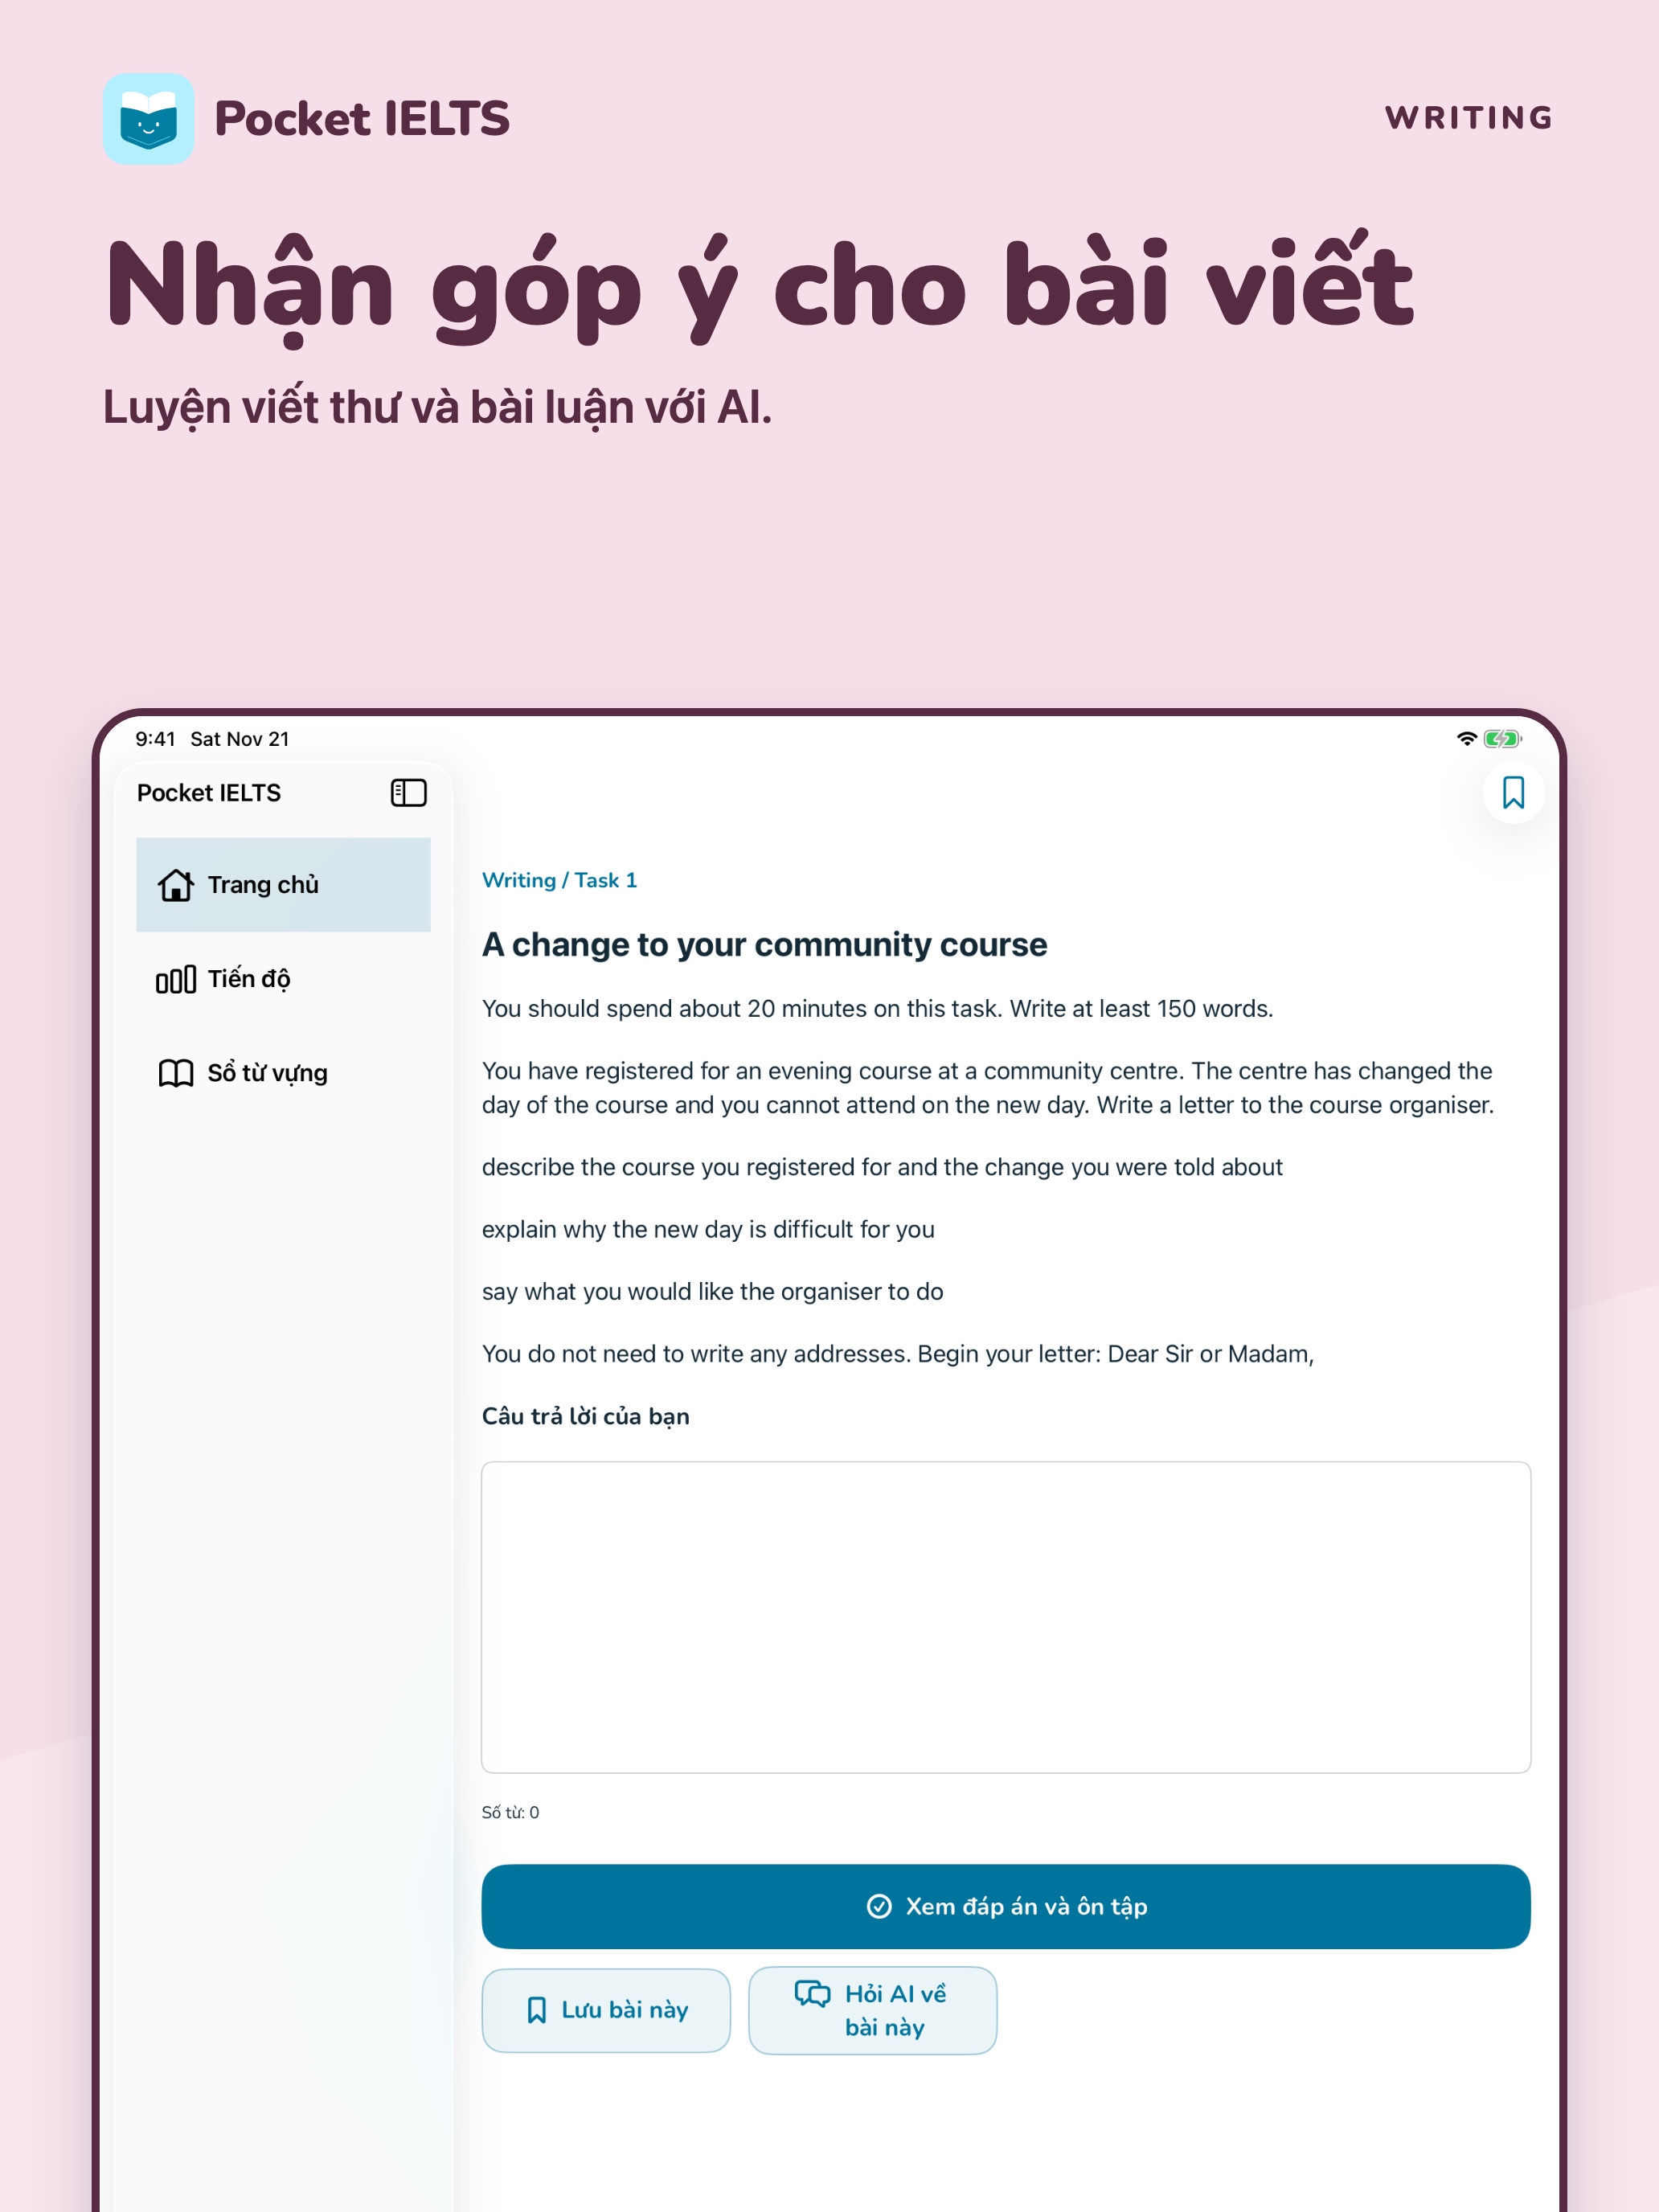 Pocket IELTS
WRITING
Nhận góp ý cho bài viết
Luyện viết thư và bài luận với AI.
9:41 Sat Nov 21
Pocket IELTS
Trang chủ
Tiến độ
Sổ từ vựng
Writing / Task 1
A change to your community course
You should spend about 20 minutes on this task. Write at least 150 words.
You have registered for an evening course at a community centre. The centre has changed the
day of the course and you cannot attend on the new day. Write a letter to the course organiser.
describe the course you registered for and the change you were told about
explain why the new day is difficult for you
say what you would like the organiser to do
You do not need to write any addresses. Begin your letter: Dear Sir or Madam,
Câu trả lời của bạn
Số từ: 0
Xem đáp án và ôn tập
Lưu bài này
Hỏi AI về
bài này